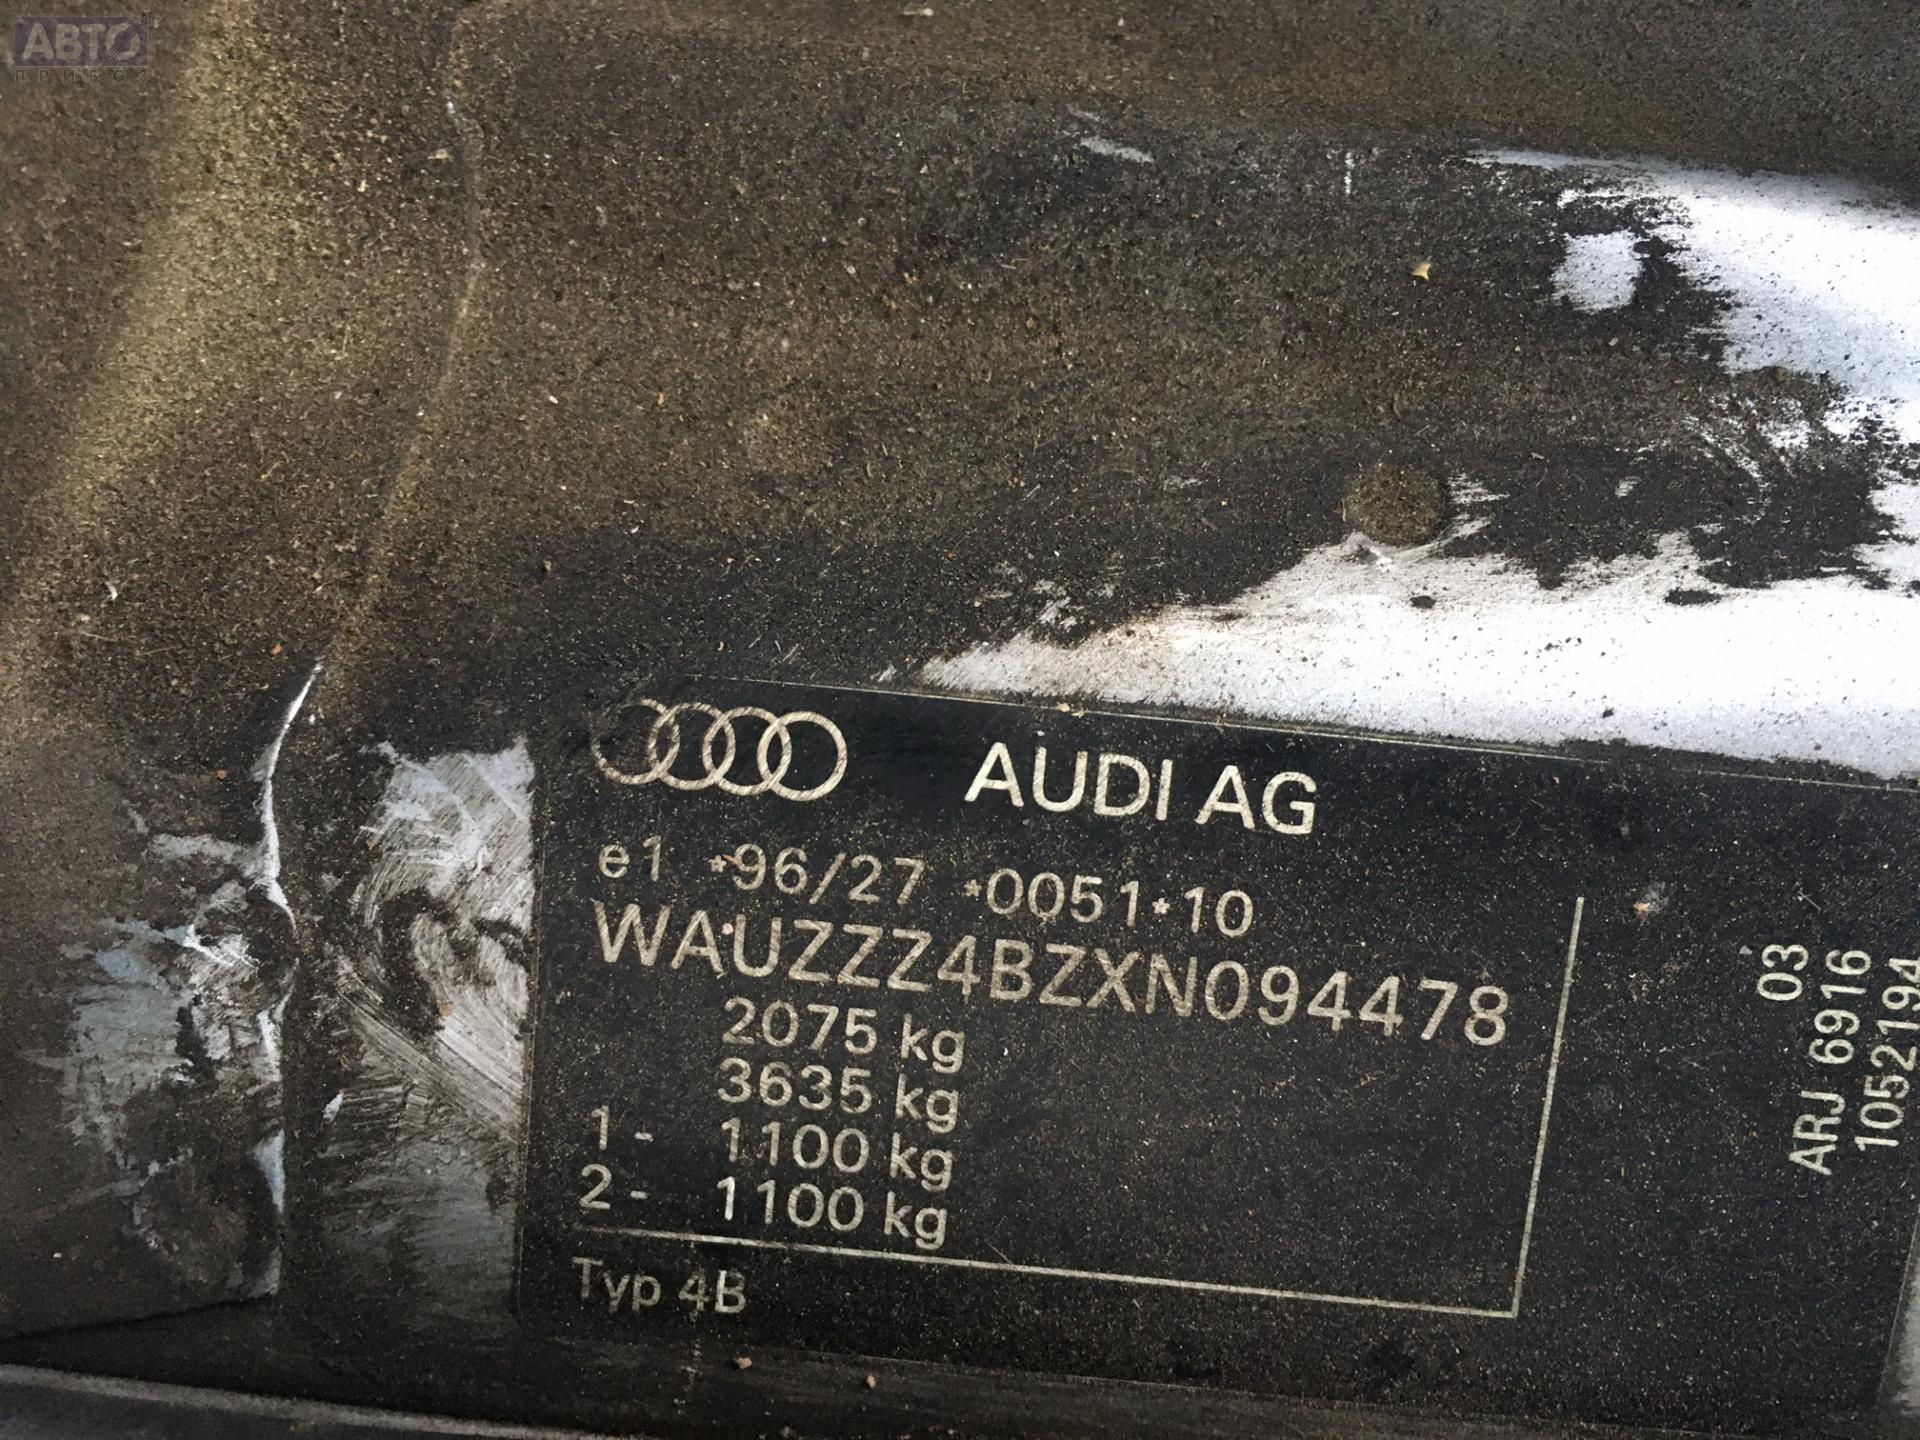 АВТО
ПРИВОЗ
AUDI AG
e1 *96/27 *0051*10
WAUZZZ4BZXN094478
2075 kg
3635 kg
1- 1100 kg
2- 1100 kg
Typ 4B
03
ARJ 6916
1052194